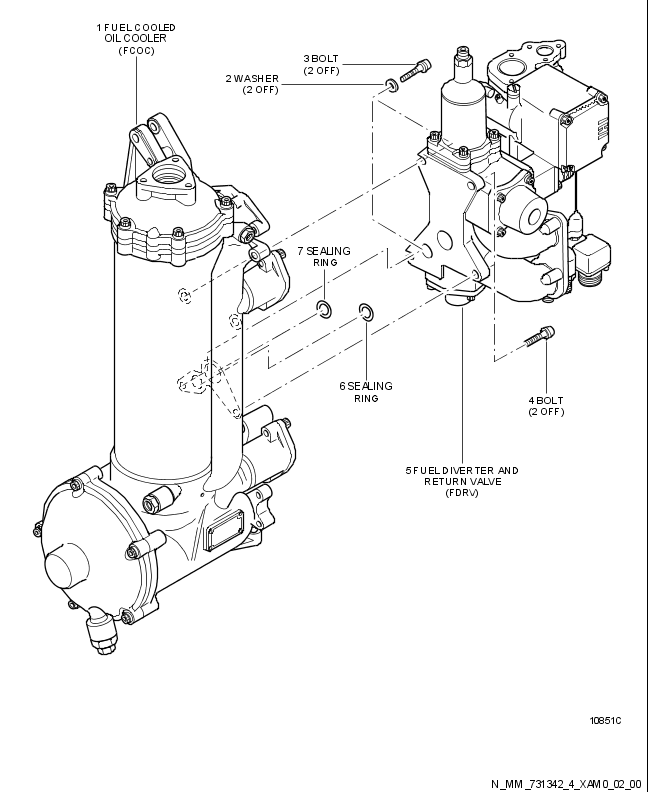 1 FUEL COOLED
OIL COOLER
(FCOC)
3 BOLT
(2 OFF)
2 WASHER
(2 OFF)
7 SEALING
RING
6 SEALING
RING
4 BOLT
(2 OFF)
5 FUEL DIVERTER AND
RETURN VALVE
(FDRV)
10851C
N_MM_731342_4_XAM0_02_00